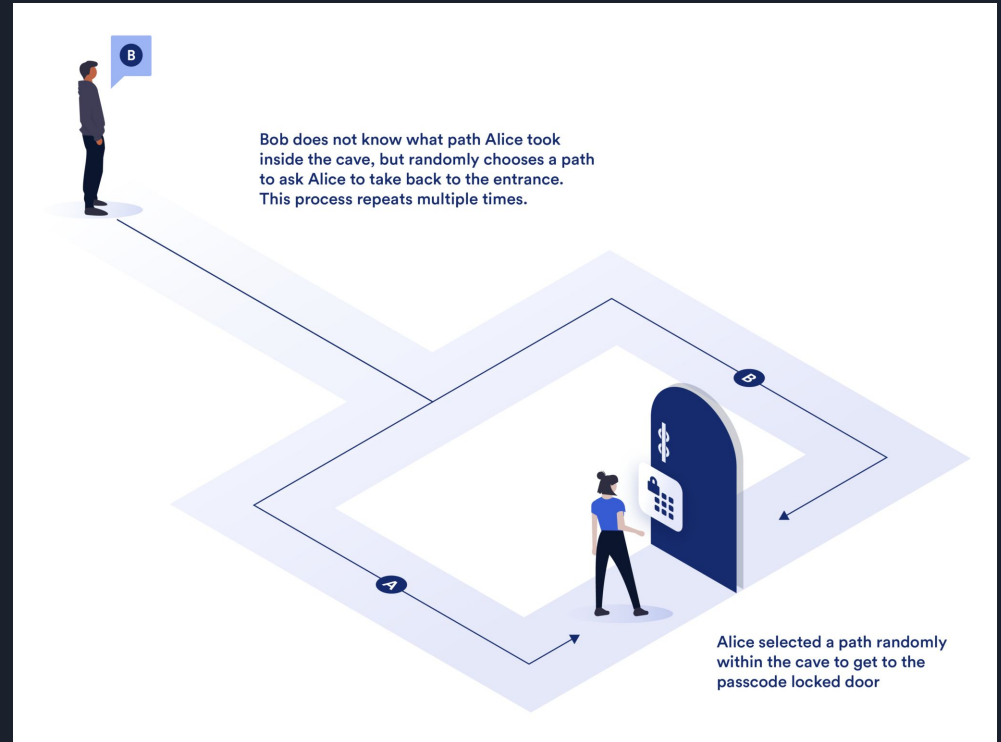 B
Bob does not know what path Alice took
inside the cave, but randomly chooses a path
to ask Alice to take back to the entrance.
This process repeats multiple times.
B
A
Alice selected a path randomly
within the cave to get to the
passcode locked door